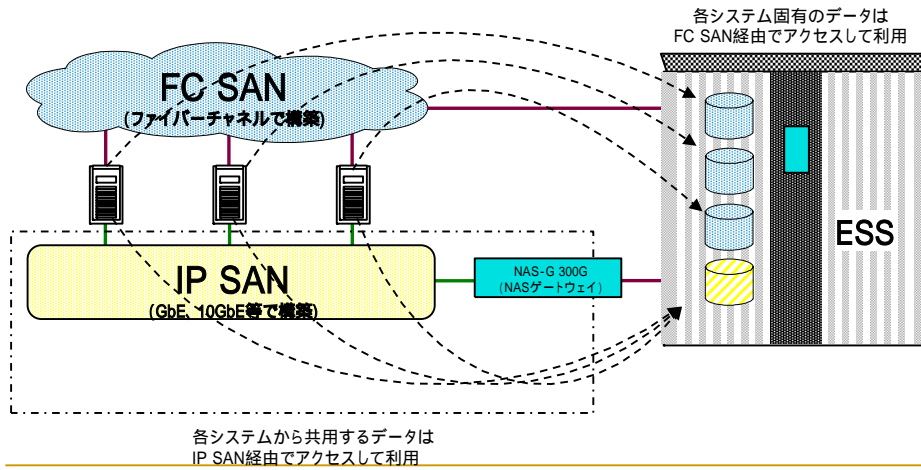 各システム固有のデータは
FC SAN経由でアクセスして利用
FC SAN
(ファイバーチャネルで構築)
ESS
IP SAN
(GbE、10GbE等で構築)
NAS-G 300G
(NASゲートウェイ)
各システムから共用するデータは
IP SAN経由でアクセスして利用